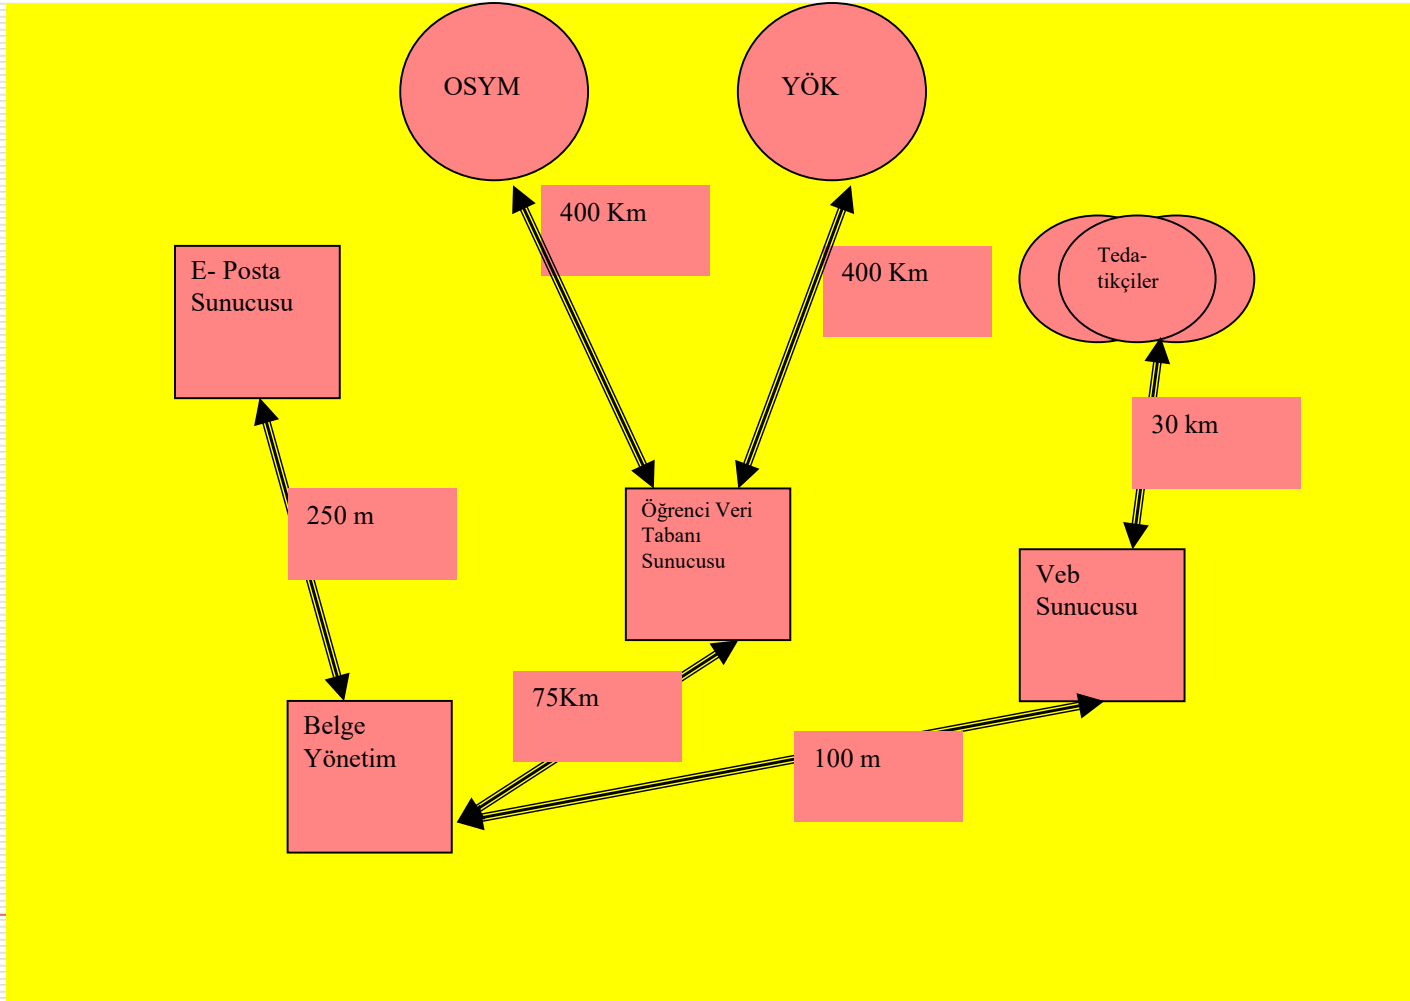 OSYM
YÖK
400 Km
400 Km
Teda-
tikçiler
E- Posta
Sunucusu
30 km
250 m
Öğrenci Veri
Tabanı
Sunucusu
Veb
Sunucusu
75Km
Belge
Yönetim
100 m